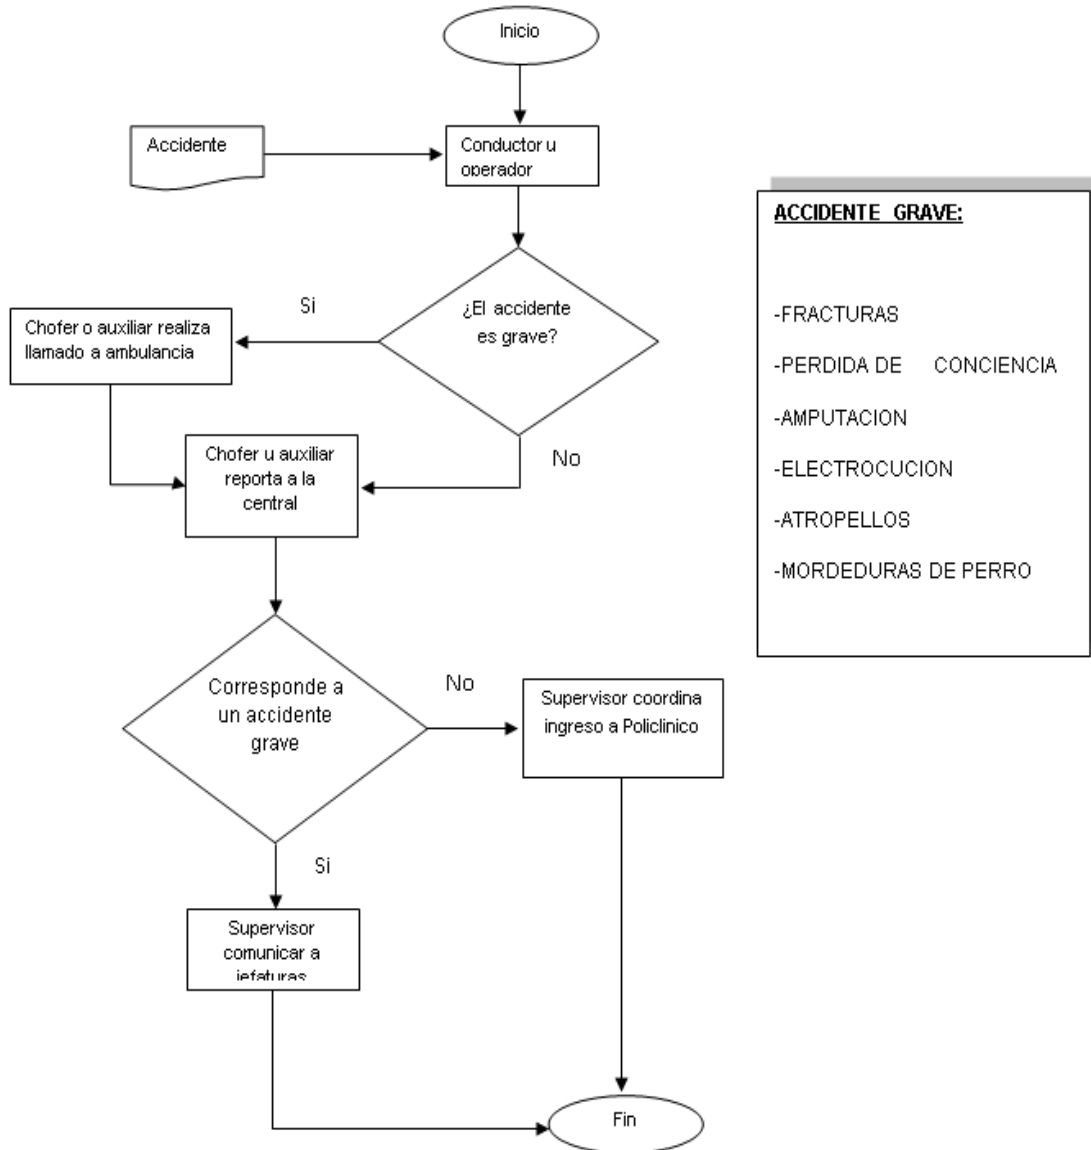 Inicio
Accidente
Conductor u
operador
¿El accidente
es grave?
Si
Chofer o auxiliar realiza
llamado a ambulancia
No
Chofer u auxiliar
reporta a la
central
Corresponde a
un accidente
grave
No
Supervisor coordina
ingreso a Policlínico
Si
Supervisor
comunicar a
jefaturas
Fin
ACCIDENTE GRAVE:
-FRACTURAS
-PERDIDA DE CONCIENCIA
-AMPUTACION
-ELECTROCUCION
-ATROPELLOS
-MORDEDURAS DE PERRO